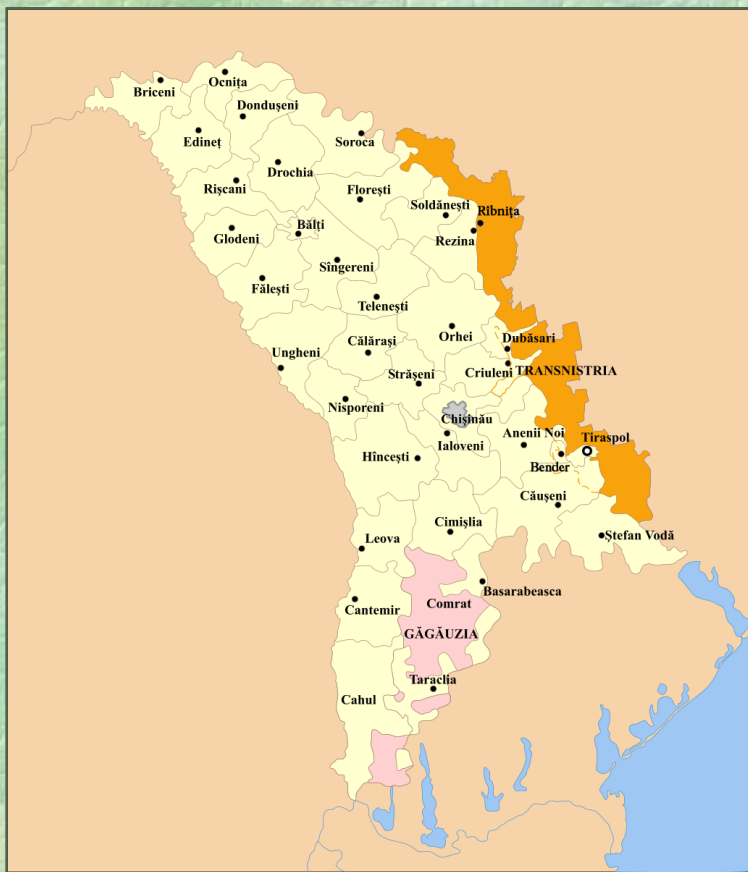 Ocnița
Briceni
Dondușeni
Edineț
Soroca
Drochia
Rișcani
Florești
Soldănești
Rîbnița
Glodeni
Bălți
Rezina
Sîngereni
Fălești
Telenești
Orhei
Dubăsari
Călărași
Ungheni
Criuleni
TRANSNISTRIA
Strășeni
Nisporeni
Chișinău
Anenii Noi
Tiraspol
Ialoveni
Hîncești
Bender
Căușeni
Cimișlia
Leova
Ștefan Vodă
Basarabeasca
Cantemir
Comrat
GĂGĂUZIA
Taraclia
Cahul